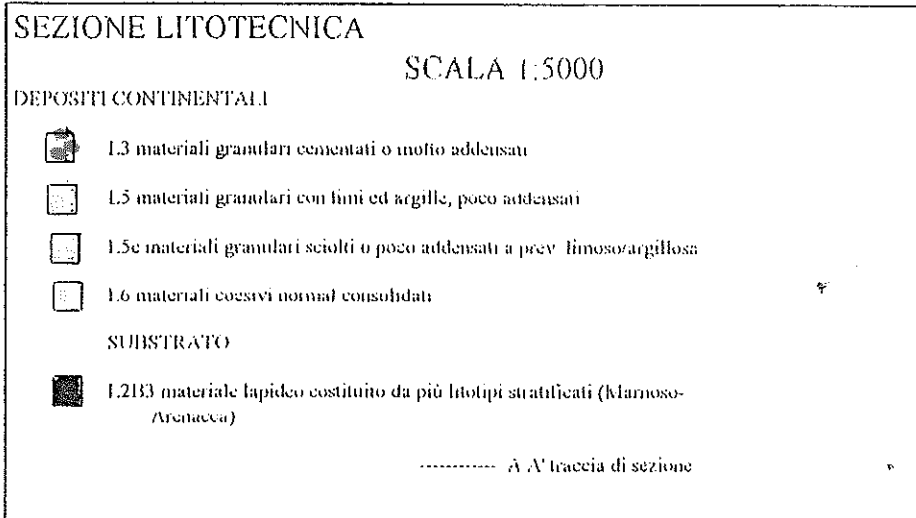 SEZIONE LITOTECNICA
SCALA 1:5000
DEPOSITI CONTINENTALI
L3 materiali granulari cementati o molto addensati
L5 materiali granulari con limi ed argille, poco addensati
L5c materiali granulari sciolti o poco addensati a prev. limoso/argillosa
L6 materiali coesivi normal consolidati
SUBSTRATO
L2B3 materiale lapideo costituito da più litotipi stratificati (Marnoso-
Arenacea)
----------- A A' traccia di sezione